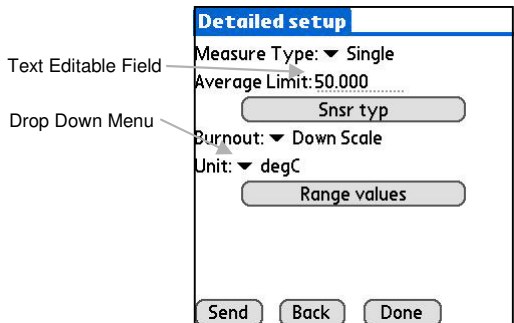 Detailed setup
Measure Type: Single
Text Editable Field
Average Limit: 50.000
Snsr typ
Drop Down Menu
Burnout: Down Scale
Unit: degC
Range values
Send Back Done